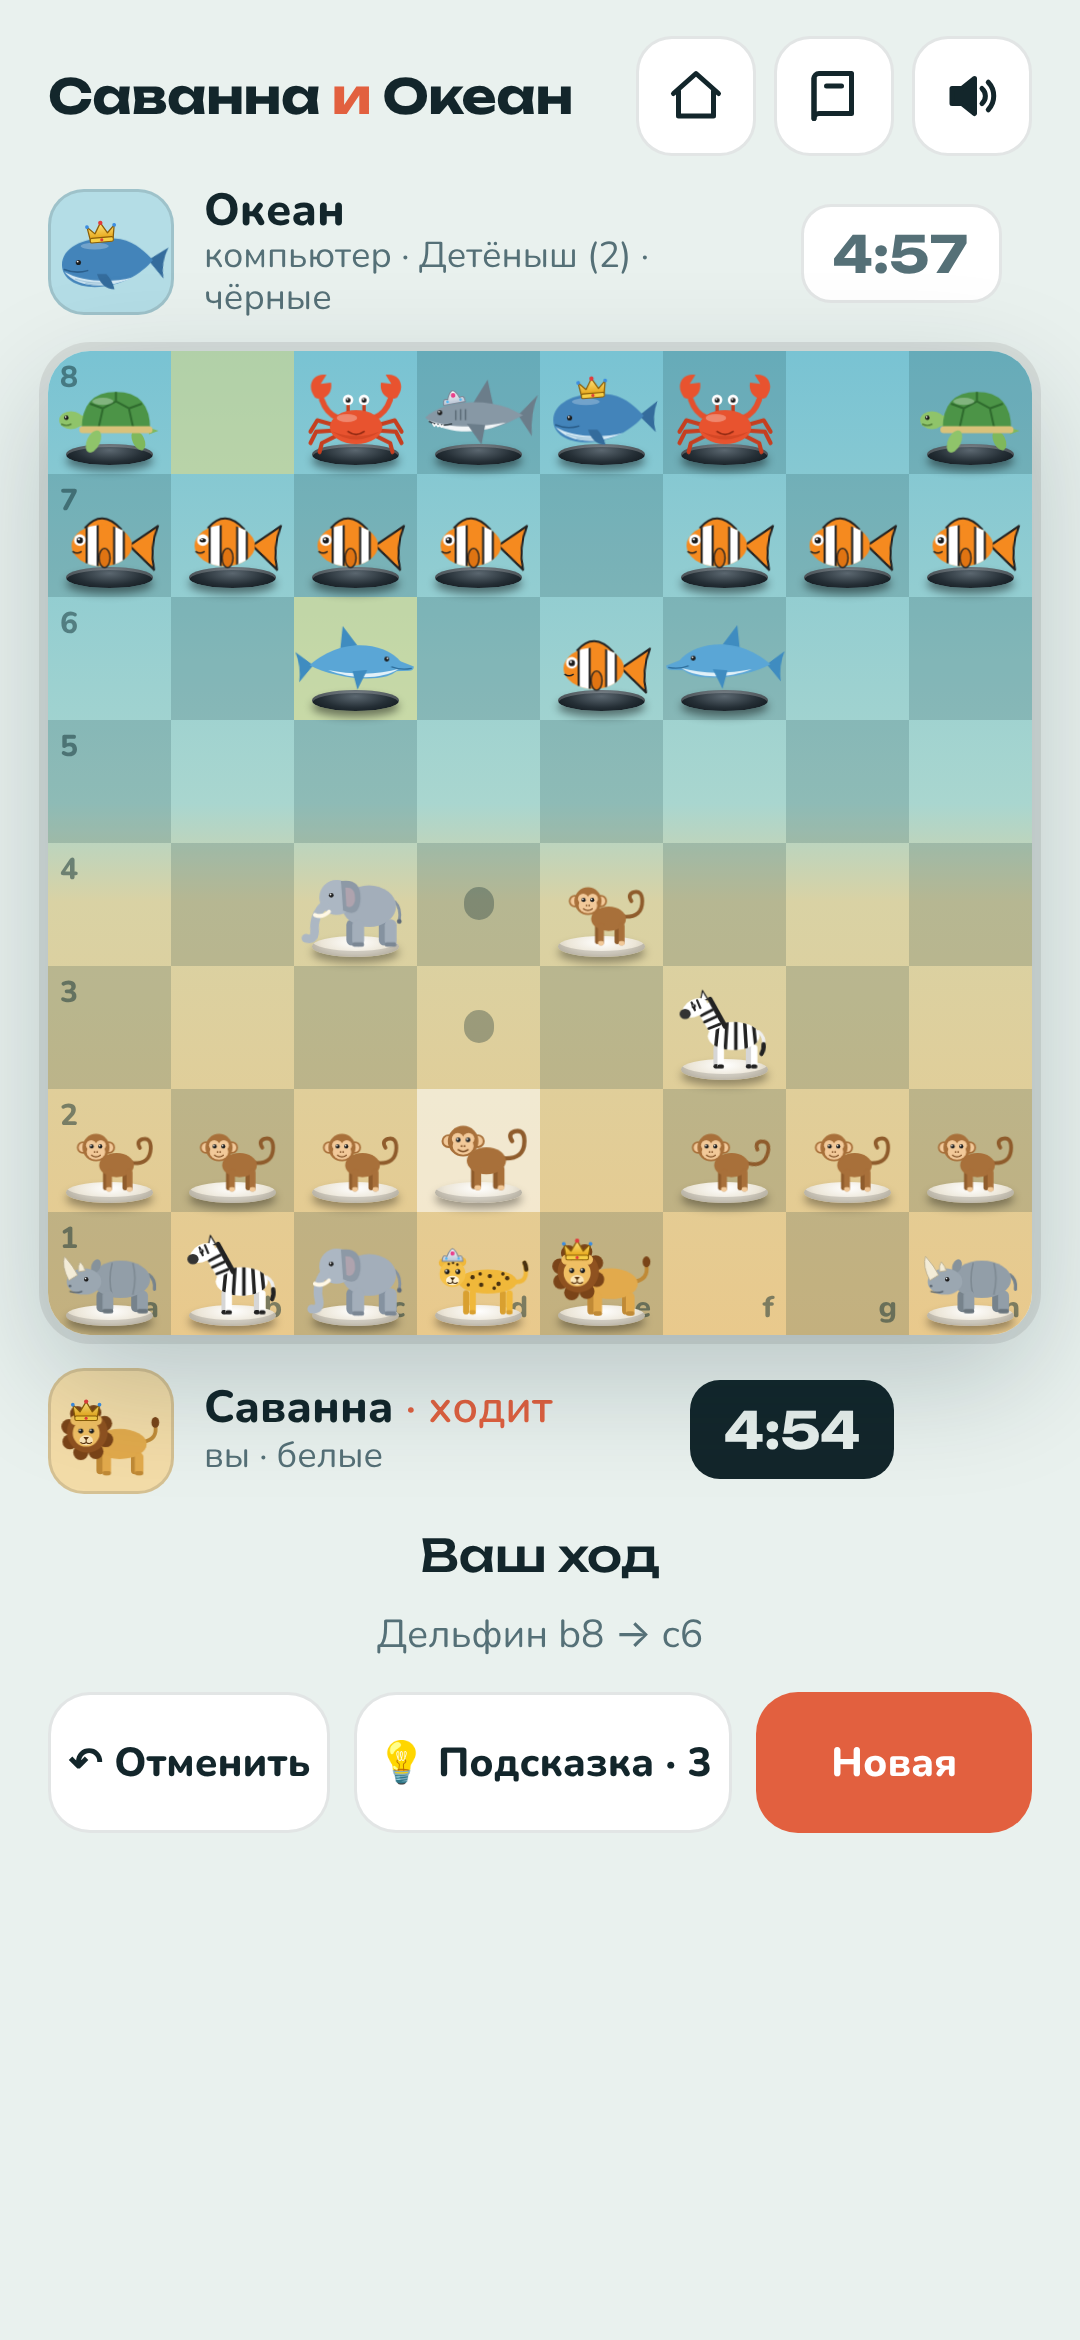 Саванна и Океан
Океан
компьютер · Детёныш (2) ·
чёрные
4:57
8
7
6
5
4
3
2
1
a b c d e f g h
Саванна · ходит
вы · белые
4:54
Ваш ход
Дельфин b8 → c6
↶ Отменить
💡 Подсказка · 3
Новая